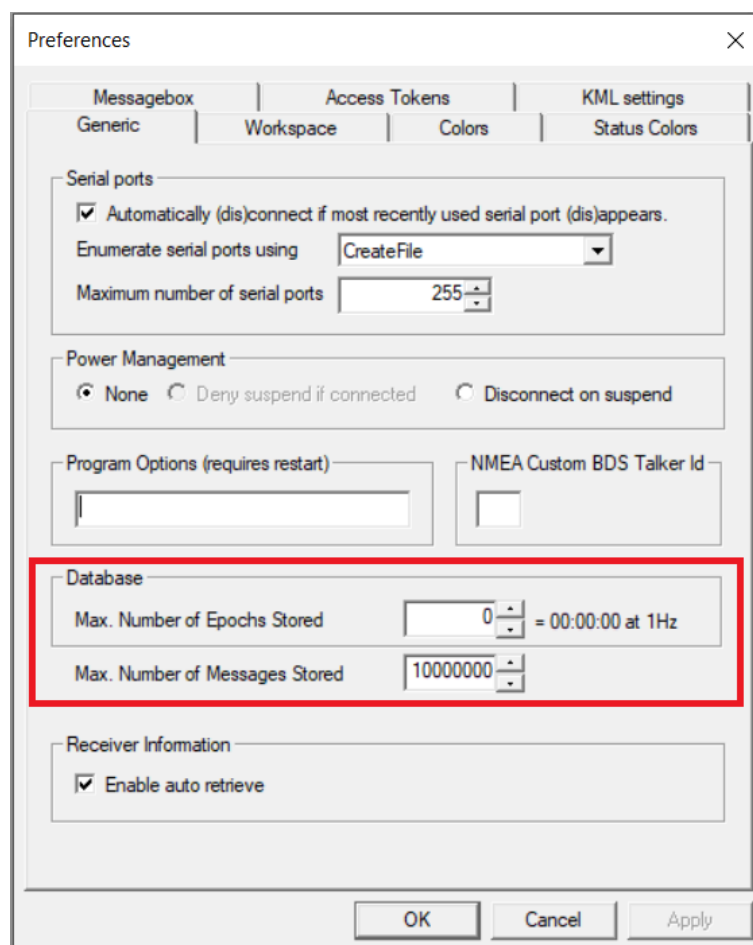 Preferences
Messagebox Access Tokens KML settings
Generic Workspace Colors Status Colors
Serial ports
Automatically (dis)connect if most recently used serial port (dis)appears.
Enumerate serial ports using CreateFile
Maximum number of serial ports 255
Power Management
None Deny suspend if connected Disconnect on suspend
Program Options (requires restart) NMEA Custom BDS Talker Id
Database
Max. Number of Epochs Stored 0 = 00:00:00 at 1Hz
Max. Number of Messages Stored 10000000
Receiver Information
Enable auto retrieve
OK Cancel Apply